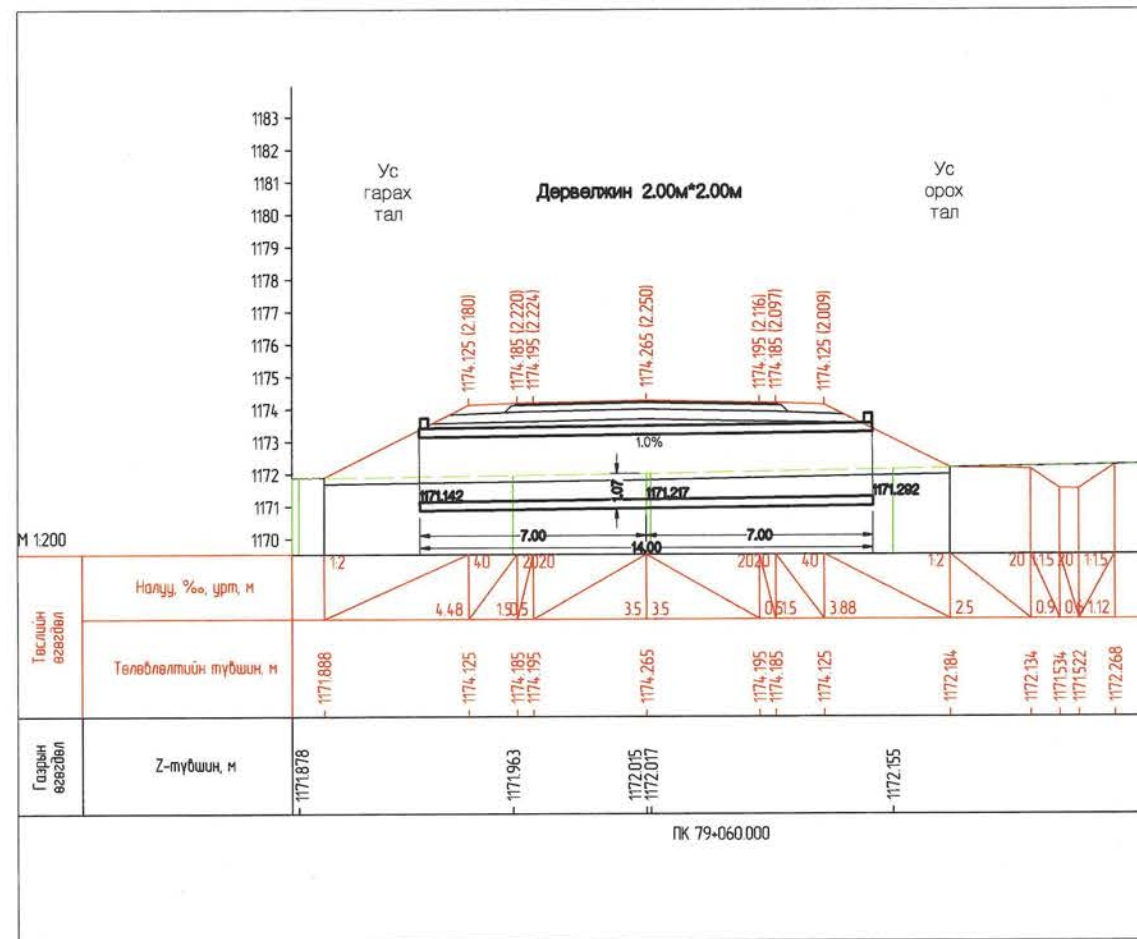 1183
1182
1181
1180
1179
1178
1177
1176
1175
1174
1173
1172
1171
1170
Ус
гарах
тал
Дөрвөлжин 2.00м*2.00м
Ус
орох
тал
1174.125 (2.180)
1174.185 (2.220)
1174.195 (2.224)
1174.265 (2.250)
1174.195 (2.116)
1174.185 (2.097)
1174.125 (2.009)
1.0%
1.07
1171.142
1171.217
1171.292
7.00
7.00
14.00
М 1:200
Төслийн
өгөгдөл
Налуу, ‰, урт, м
1:2 40 20 20 20 20 40 1:2 20 1:1.5 20 1:1.5
4.48 1.5 0.5 3.5 3.5 0.5 1.5 3.88 2.5 0.9 0.6 1.12
Төлөвлөлтийн түвшин, м
1171.888
1174.125
1174.185
1174.195
1174.265
1174.195
1174.185
1174.125
1172.184
1172.134
1171.534
1171.522
1172.268
Газрын
өгөгдөл
Z-түвшин, м
1171.878
1171.963
1172.015
1172.017
1172.155
ПК 79+060.000